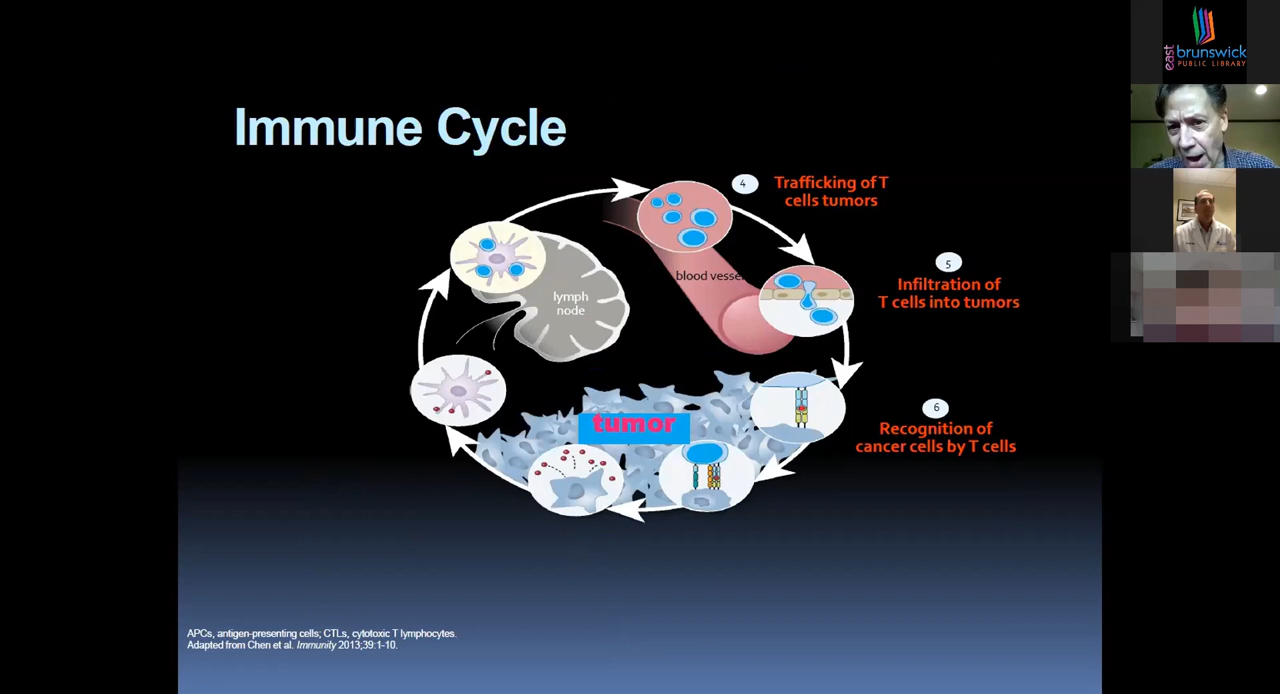 Immune Cycle
4
Trafficking of T
cells tumors
5
Infiltration of
T cells into tumors
6
Recognition of
cancer cells by T cells
blood vesse
lymph
node
tumor
APCs, antigen-presenting cells; CTLs, cytotoxic T lymphocytes.
Adapted from Chen et al. Immunity 2013;39:1-10.
east
brunswick
PUBLIC LIBRARY